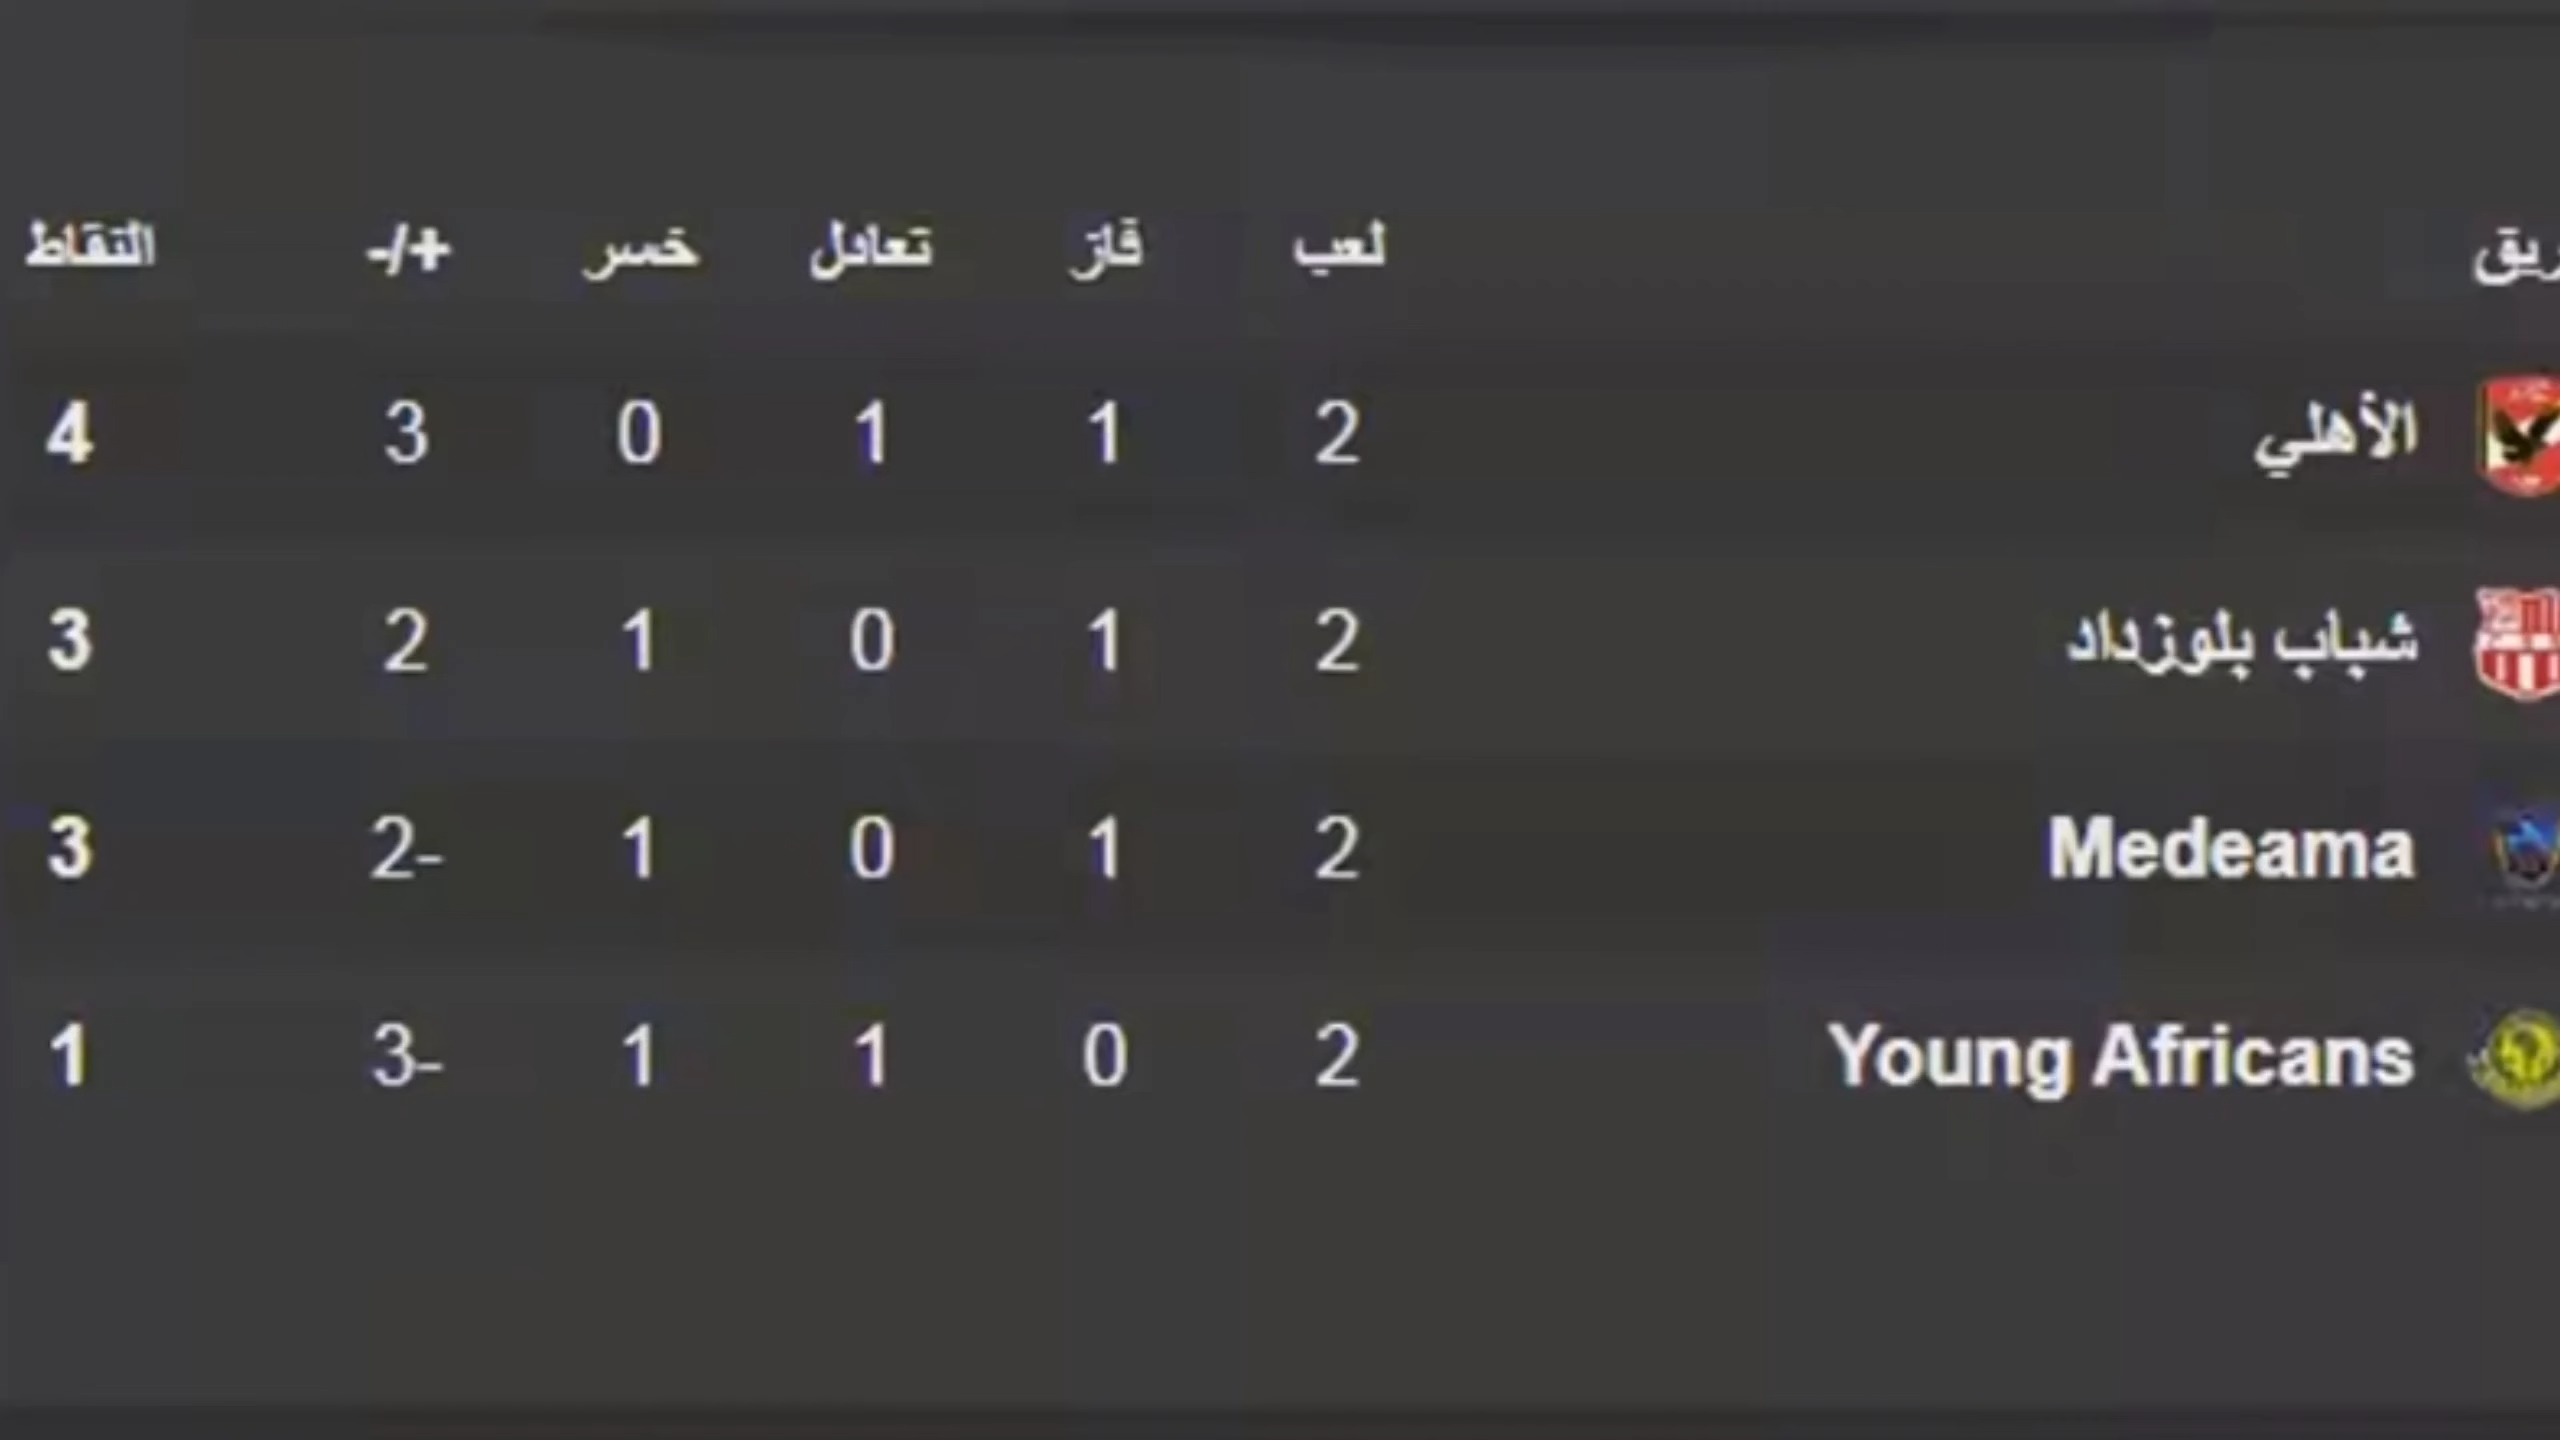 لعب فاز تعادل خسر +/- النقاط
الأهلي 2 1 1 0 3 4
شباب بلوزداد 2 1 0 1 2 3
Medeama 2 1 0 1 2- 3
Young Africans 2 0 1 1 3- 1